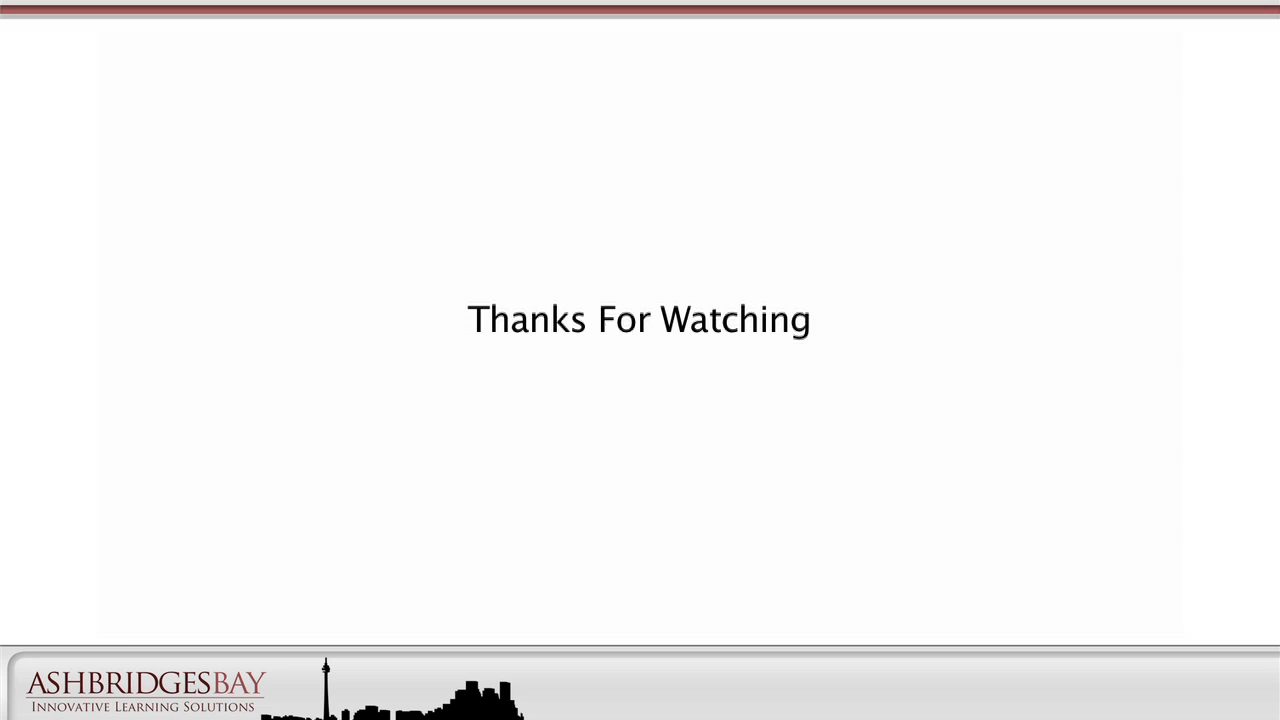 Thanks For Watching
ASHBRIDGESBAY
INNOVATIVE LEARNING SOLUTIONS